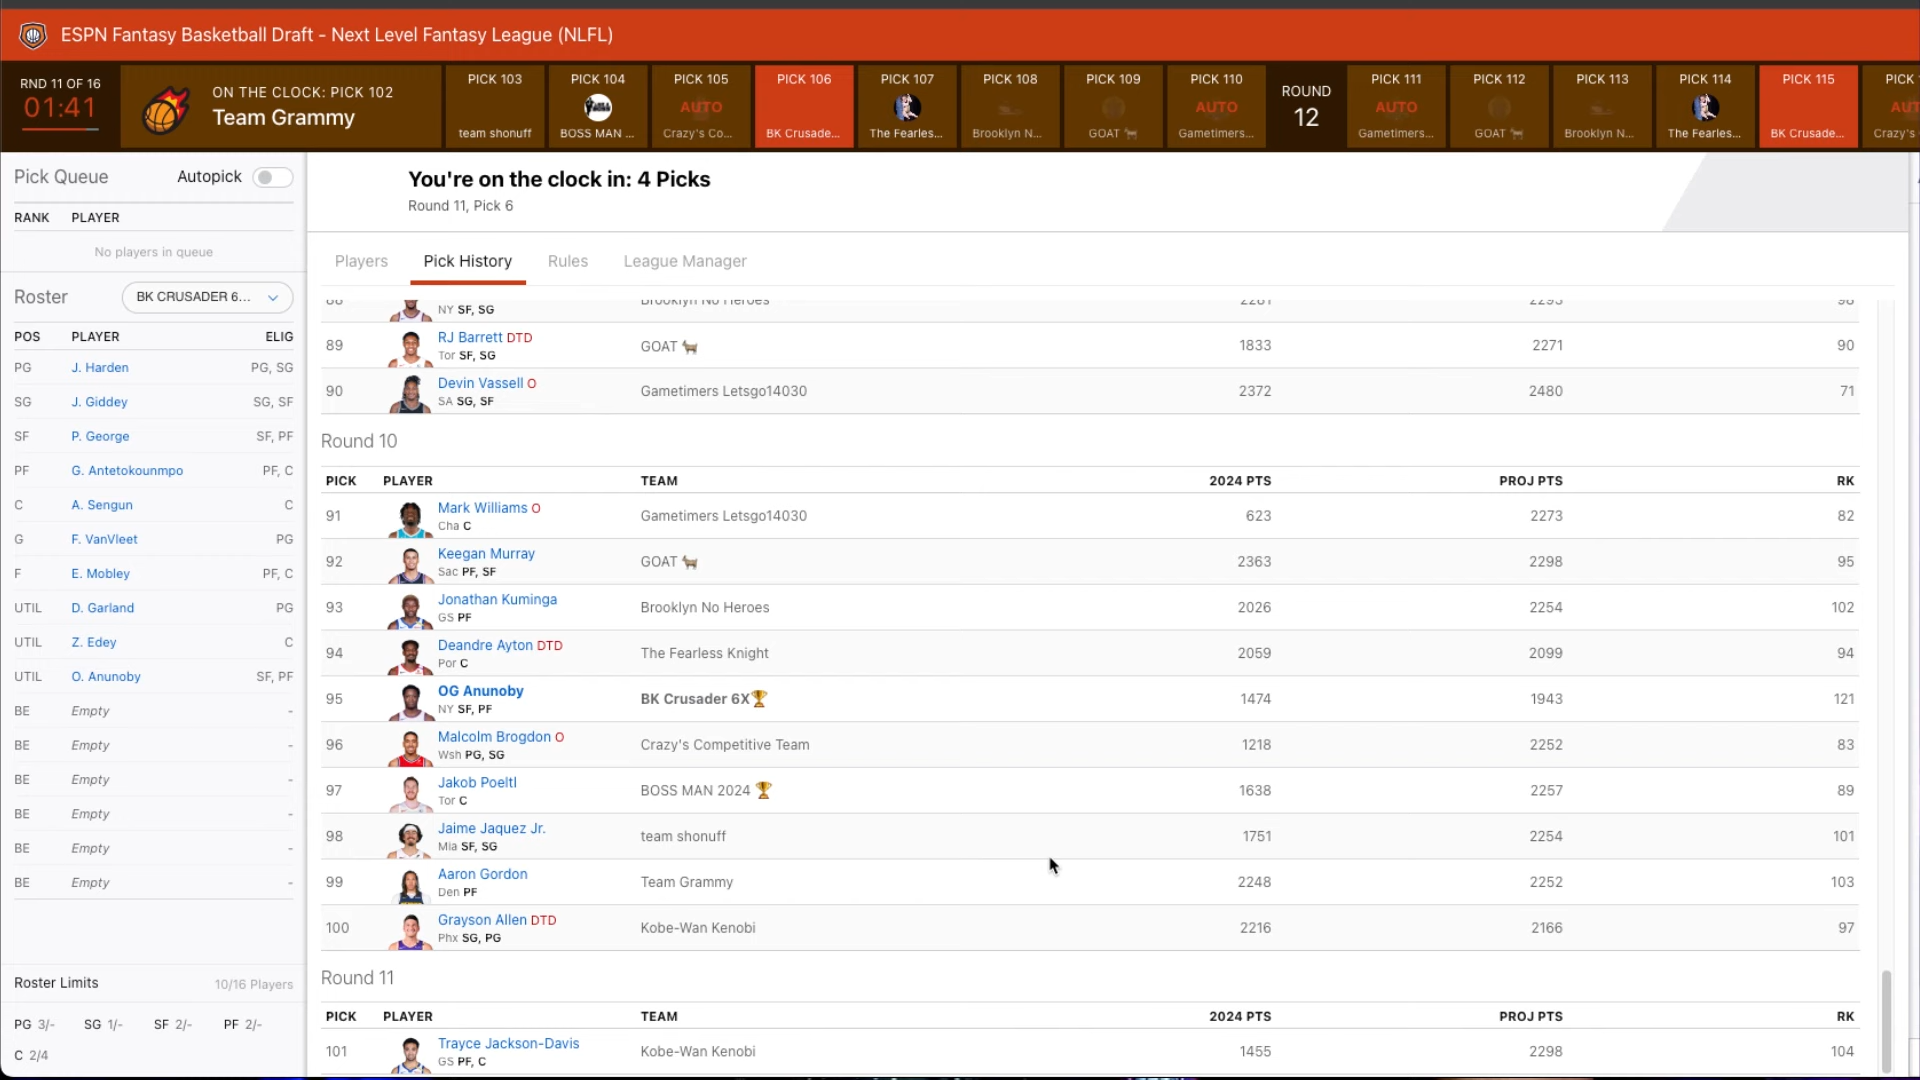 ESPN Fantasy Basketball Draft - Next Level Fantasy League (NLFL)
RND 11 OF 16
01:41
ON THE CLOCK: PICK 102
Team Grammy
PICK 103
team shonuff
PICK 104
BOSS MAN ...
PICK 105
AUTO
Crazy's Co...
PICK 106
BK Crusade...
PICK 107
The Fearles...
PICK 108
Brooklyn N...
PICK 109
GOAT 🐐
PICK 110
AUTO
Gametimers...
ROUND
12
PICK 111
AUTO
Gametimers...
PICK 112
GOAT 🐐
PICK 113
Brooklyn N...
PICK 114
The Fearles...
PICK 115
BK Crusade...
PICK
Crazy's
Pick Queue Autopick
RANK PLAYER
No players in queue
Roster BK CRUSADER 6...
POS PLAYER ELIG
PG J. Harden PG, SG
SG J. Giddey SG, SF
SF P. George SF, PF
PF G. Antetokounmpo PF, C
C A. Sengun C
G F. VanVleet PG
F E. Mobley PF, C
UTIL D. Garland PG
UTIL Z. Edey C
UTIL O. Anunoby SF, PF
BE Empty -
BE Empty -
BE Empty -
BE Empty -
BE Empty -
BE Empty -
Roster Limits 10/16 Players
PG 3/- SG 1/- SF 2/- PF 2/-
C 2/4
You're on the clock in: 4 Picks
Round 11, Pick 6
Players Pick History Rules League Manager
88 Brooklyn No Heroes 2261 2293 98
NY SF, SG
89 RJ Barrett DTD GOAT 🐐 1833 2271 90
Tor SF, SG
90 Devin Vassell O Gametimers Letsgo14030 2372 2480 71
SA SG, SF
Round 10
PICK PLAYER TEAM 2024 PTS PROJ PTS RK
91 Mark Williams O Gametimers Letsgo14030 623 2273 82
Cha C
92 Keegan Murray GOAT 🐐 2363 2298 95
Sac PF, SF
93 Jonathan Kuminga Brooklyn No Heroes 2026 2254 102
GS PF
94 Deandre Ayton DTD The Fearless Knight 2059 2099 94
Por C
95 OG Anunoby BK Crusader 6X🏆 1474 1943 121
NY SF, PF
96 Malcolm Brogdon O Crazy's Competitive Team 1218 2252 83
Wsh PG, SG
97 Jakob Poeltl BOSS MAN 2024 🏆 1638 2257 89
Tor C
98 Jaime Jaquez Jr. team shonuff 1751 2254 101
Mia SF, SG
99 Aaron Gordon Team Grammy 2248 2252 103
Den PF
100 Grayson Allen DTD Kobe-Wan Kenobi 2216 2166 97
Phx SG, PG
Round 11
PICK PLAYER TEAM 2024 PTS PROJ PTS RK
101 Trayce Jackson-Davis Kobe-Wan Kenobi 1455 2298 104
GS PF, C